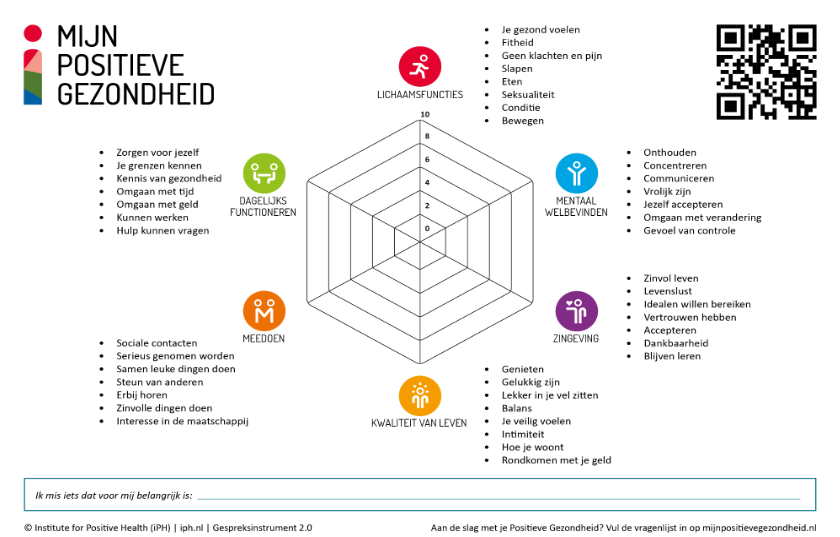 MIJN
POSITIEVE
GEZONDHEID
• Je gezond voelen
• Fitheid
• Geen klachten en pijn
• Slapen
• Eten
• Seksualiteit
• Conditie
• Bewegen
LICHAAMSFUNCTIES
10
8
6
4
2
0
• Zorgen voor jezelf
• Je grenzen kennen
• Kennis van gezondheid
• Omgaan met tijd
• Omgaan met geld
• Kunnen werken
• Hulp kunnen vragen
DAGELIJKS
FUNCTIONEREN
MENTAAL
WELBEVINDEN
• Onthouden
• Concentreren
• Communiceren
• Vrolijk zijn
• Jezelf accepteren
• Omgaan met verandering
• Gevoel van controle
MEEDOEN
• Sociale contacten
• Serieus genomen worden
• Samen leuke dingen doen
• Steun van anderen
• Erbij horen
• Zinvolle dingen doen
• Interesse in de maatschappij
ZINGEVING
• Zinvol leven
• Levenslust
• Idealen willen bereiken
• Vertrouwen hebben
• Accepteren
• Dankbaarheid
• Blijven leren
KWALITEIT VAN LEVEN
• Genieten
• Gelukkig zijn
• Lekker in je vel zitten
• Balans
• Je veilig voelen
• Intimiteit
• Hoe je woont
• Rondkomen met je geld
Ik mis iets dat voor mij belangrijk is:
© Institute for Positive Health (iPH) | iph.nl | Gespreksinstrument 2.0
Aan de slag met je Positieve Gezondheid? Vul de vragenlijst in op mijnpositievegezondheid.nl